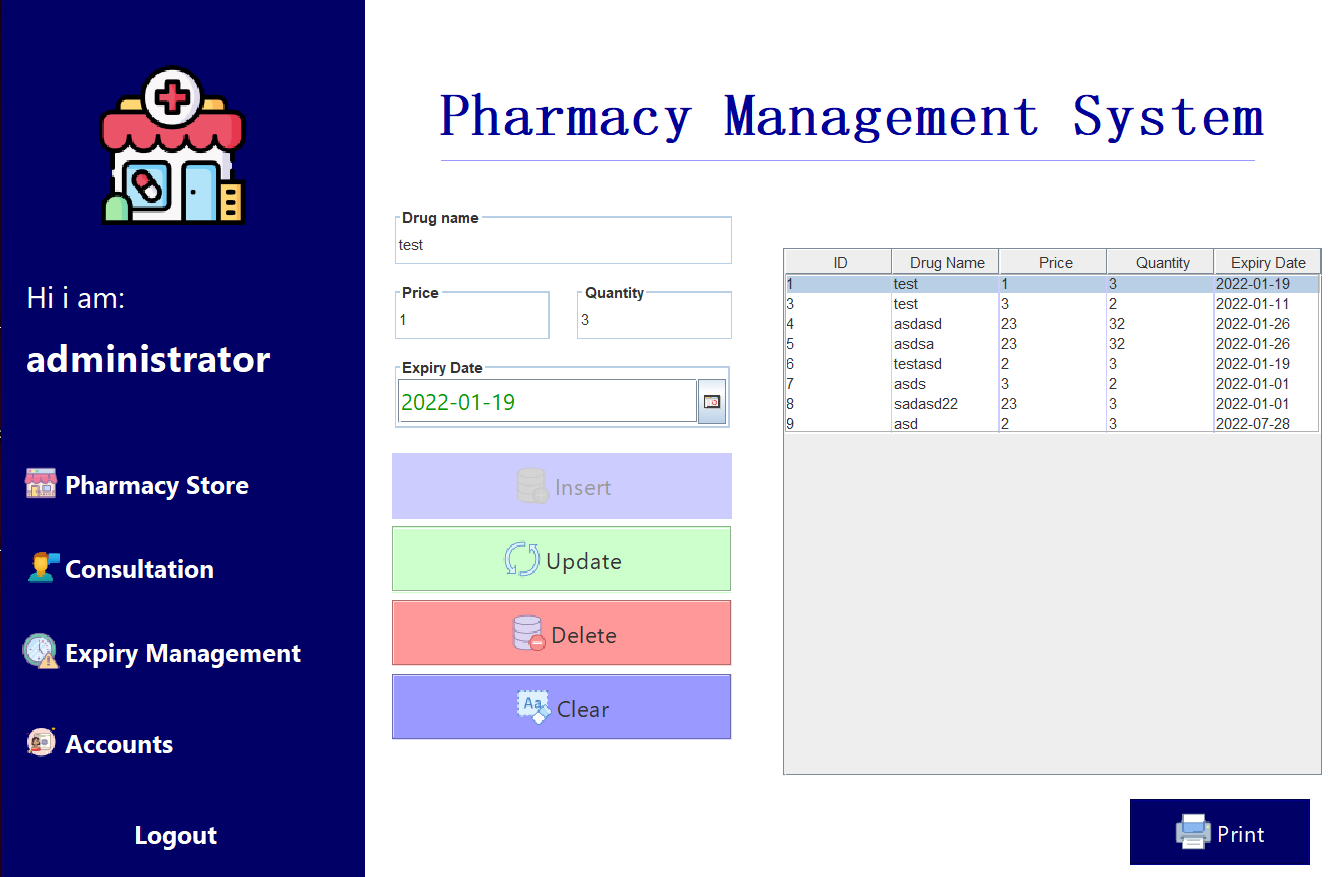 Pharmacy Management System
Hi i am:
administrator
Pharmacy Store
Consultation
Expiry Management
Accounts
Logout
Drug name
test
Price Quantity
1 3
Expiry Date
2022-01-19
Insert
Update
Aa
Delete
Clear
ID Drug Name Price Quantity Expiry Date
1 test 1 3 2022-01-19
3 test 3 2 2022-01-11
4 asdasd 23 32 2022-01-26
5 asdsa 23 32 2022-01-26
6 testasd 2 3 2022-01-19
7 asds 3 2 2022-01-01
8 sadasd22 23 3 2022-01-01
9 asd 2 3 2022-07-28
Print